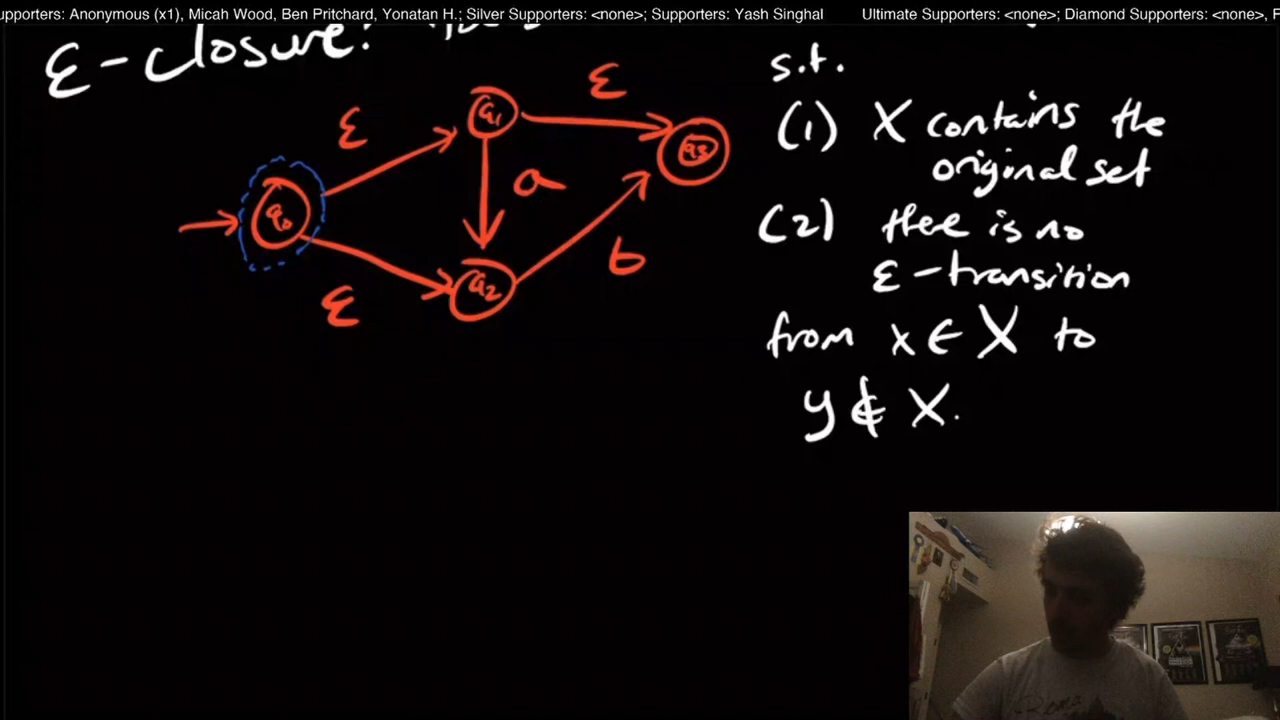 upporters: Anonymous (x1), Micah Wood, Ben Pritchard, Yonatan H.; Silver Supporters: <none>; Supporters: Yash Singhal
Ultimate Supporters: <none>; Diamond Supporters: <none>, F
ε-closure:
s.t.
(1) X contains the
original set
(2) there is no
ε-transition
from x ∈ X to
y ∉ X.
ε
q1
ε
q3
a
q0
b
ε
q2